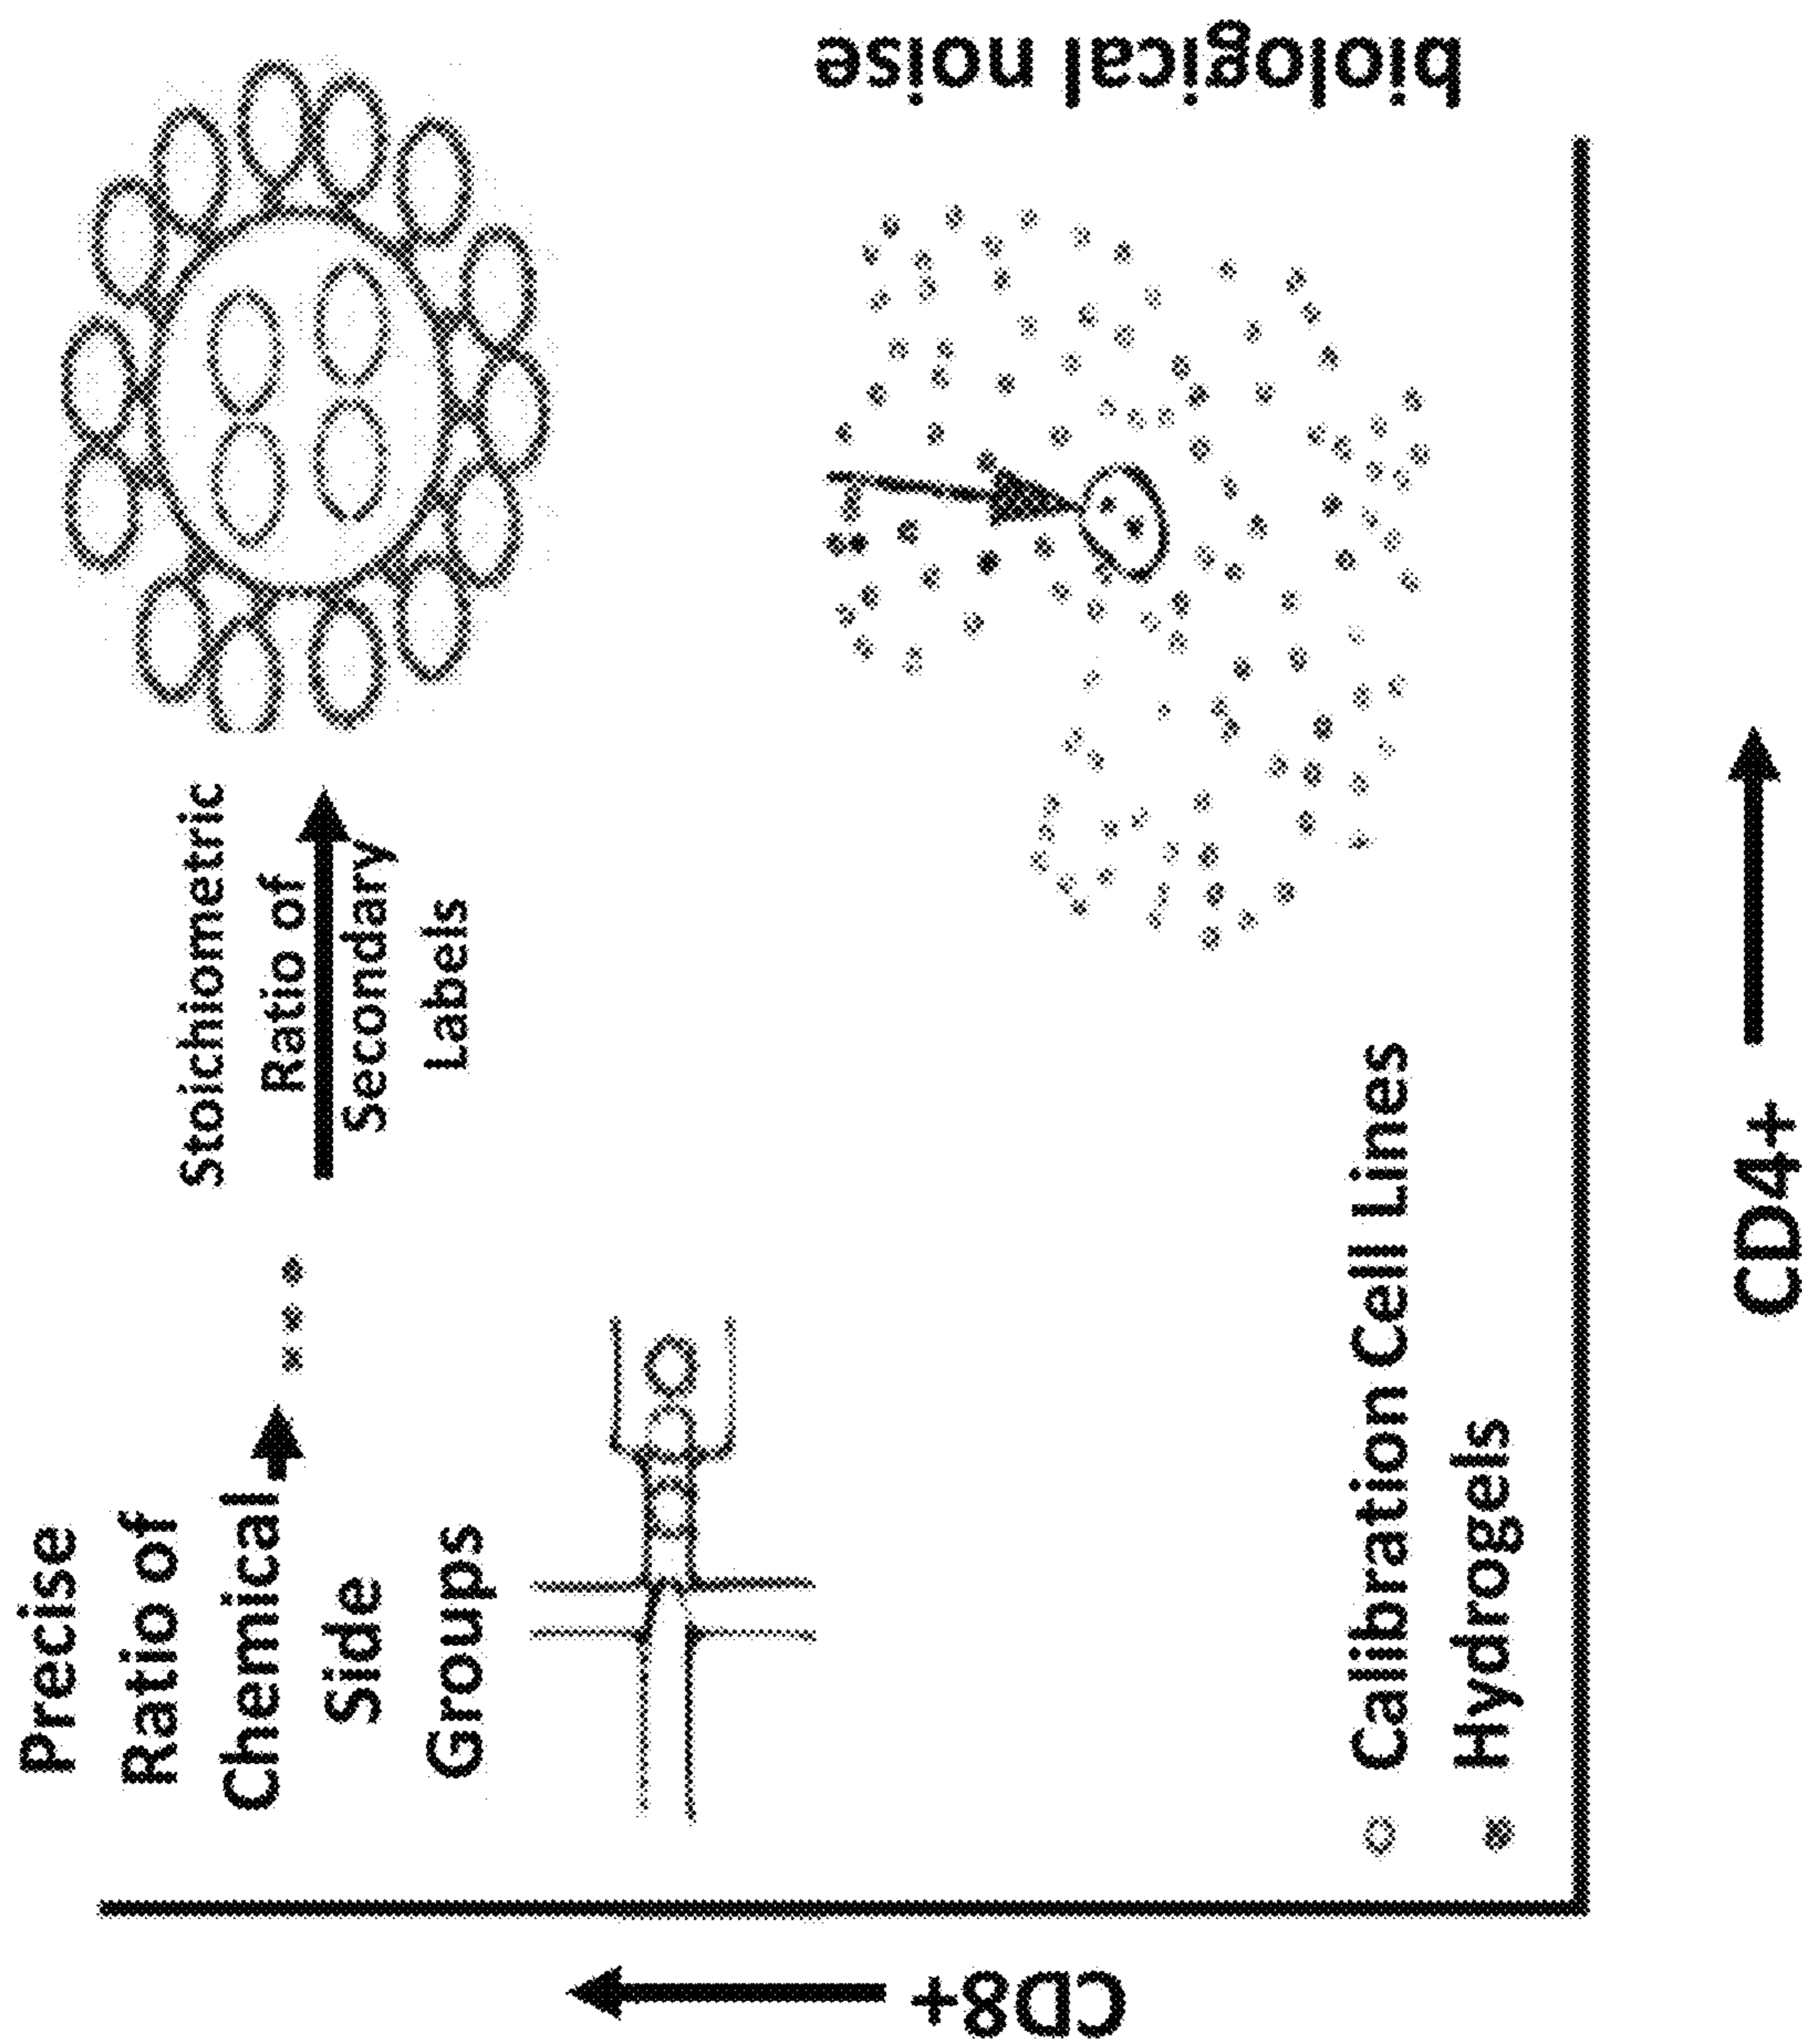 Precise
Ratio of
Chemical
Side
Groups
Stoichiometric
Ratio of
Secondary
Labels
biological noise
Calibration Cell Lines
Hydrogels
CD8+
CD4+